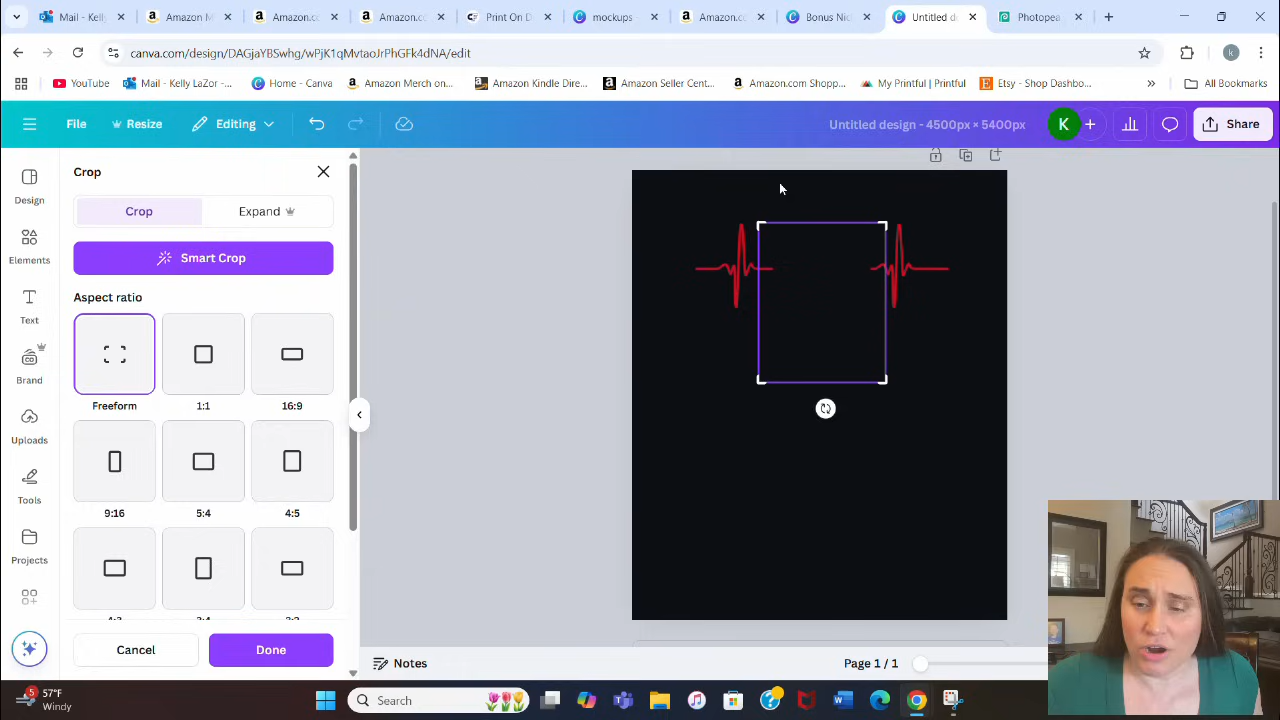 Mail - Kelly
Amazon M
Amazon.c
Amazon.c
Print On D
mockups
Amazon.c
Bonus Nic
Untitled d
Photopea
canva.com/design/DAGjaYBSwhg/wPjK1qMvtaoJrPhGFk4dNA/edit
YouTube
Mail - Kelly LaZor -...
Home - Canva
Amazon Merch on...
Amazon Kindle Dire...
Amazon Seller Cent...
Amazon.com Shopp...
My Printful | Printful
Etsy - Shop Dashbo...
All Bookmarks
File
Resize
Editing
Untitled design - 4500px × 5400px
K
Share
Design
Elements
Text
Brand
Uploads
Tools
Projects
Crop
Crop
Expand
Smart Crop
Aspect ratio
Freeform
1:1
16:9
9:16
5:4
4:5
Cancel
Done
Notes
Page 1 / 1
5
57°F
Windy
Search